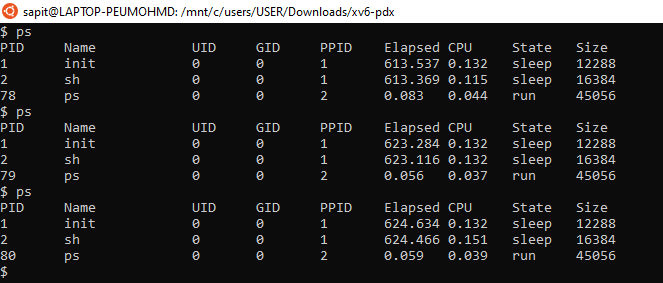 sapit@LAPTOP-PEUMOHMD: /mnt/c/users/USER/Downloads/xv6-pdx
$ ps
PID Name UID GID PPID Elapsed CPU State Size
1 init 0 0 1 613.537 0.132 sleep 12288
2 sh 0 0 1 613.369 0.115 sleep 16384
78 ps 0 0 2 0.083 0.044 run 45056
$ ps
PID Name UID GID PPID Elapsed CPU State Size
1 init 0 0 1 623.284 0.132 sleep 12288
2 sh 0 0 1 623.116 0.132 sleep 16384
79 ps 0 0 2 0.056 0.037 run 45056
$ ps
PID Name UID GID PPID Elapsed CPU State Size
1 init 0 0 1 624.634 0.132 sleep 12288
2 sh 0 0 1 624.466 0.151 sleep 16384
80 ps 0 0 2 0.059 0.039 run 45056
$